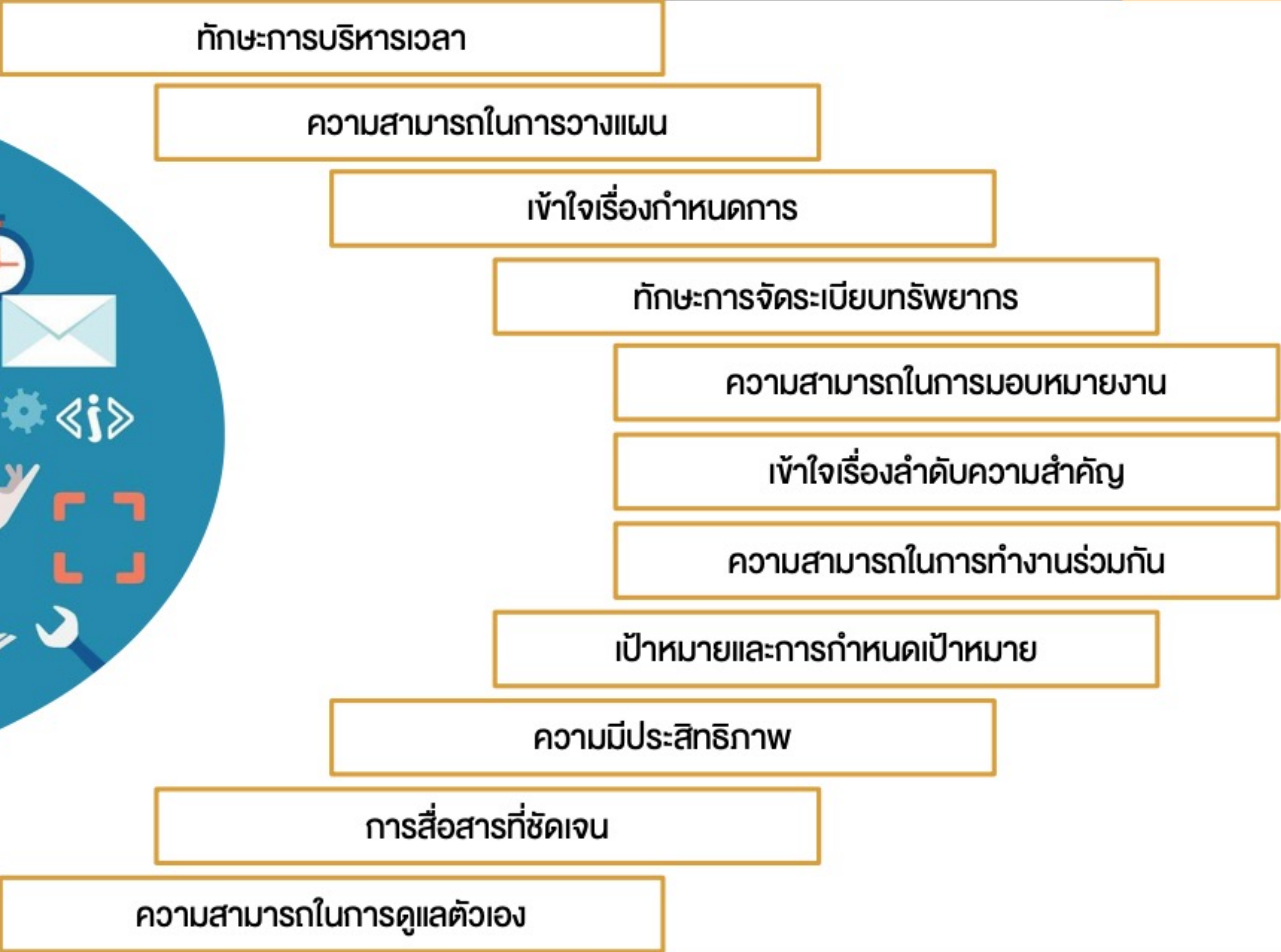 ทักษะการบริหารเวลา
ความสามารถในการวางแผน
เข้าใจเรื่องกำหนดการ
ทักษะการจัดระเบียบทรัพยากร
ความสามารถในการมอบหมายงาน
เข้าใจเรื่องลำดับความสำคัญ
ความสามารถในการทำงานร่วมกัน
เป้าหมายและการกำหนดเป้าหมาย
ความมีประสิทธิภาพ
การสื่อสารที่ชัดเจน
ความสามารถในการดูแลตัวเอง